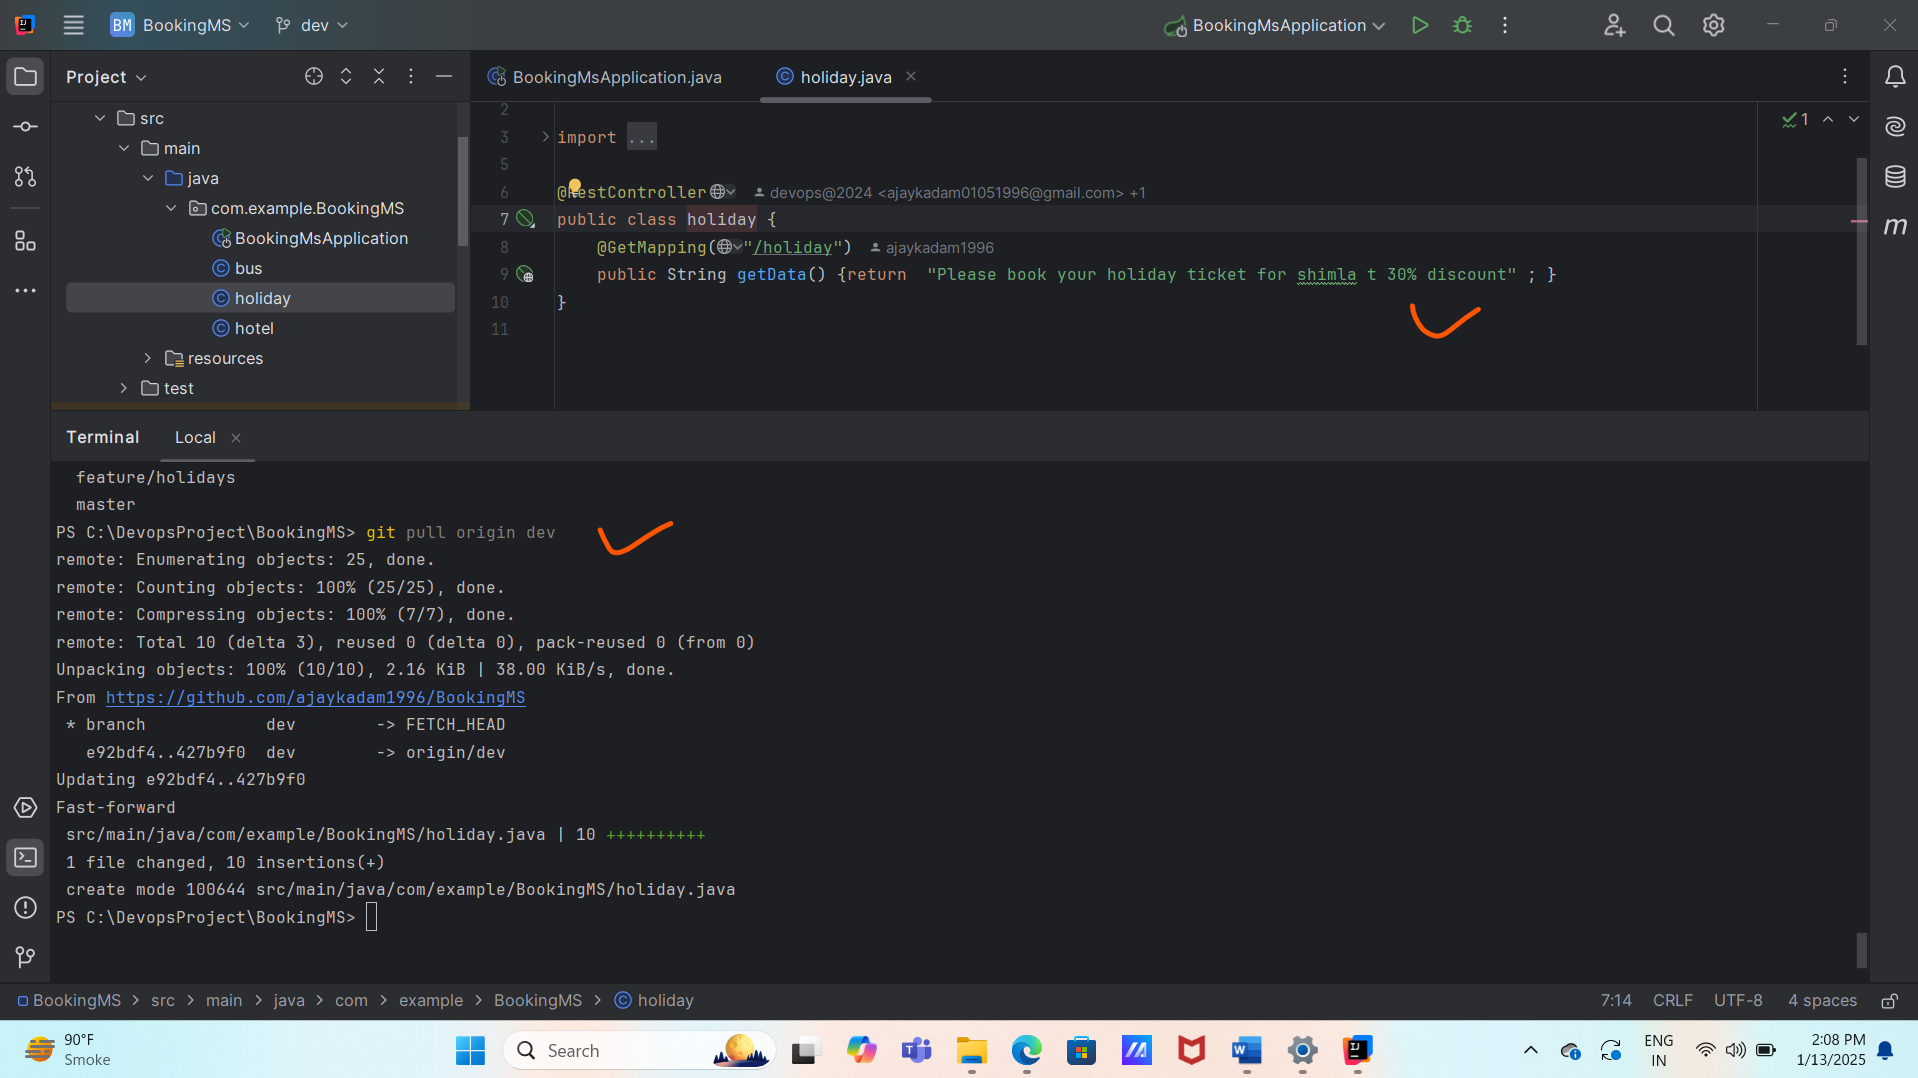 BM BookingMS dev BookingMsApplication
Project BookingMsApplication.java holiday.java
src
main
java
com.example.BookingMS
BookingMsApplication
bus
holiday
hotel
resources
test
2
3 import ...
5
6 @RestController devops@2024 <ajaykadam01051996@gmail.com> +1
7 public class holiday {
8 @GetMapping("/holiday") ajaykadam1996
9 public String getData() {return "Please book your holiday ticket for shimla t 30% discount" ; }
10 }
11
1
m
Terminal Local
feature/holidays
master
PS C:\DevopsProject\BookingMS> git pull origin dev
remote: Enumerating objects: 25, done.
remote: Counting objects: 100% (25/25), done.
remote: Compressing objects: 100% (7/7), done.
remote: Total 10 (delta 3), reused 0 (delta 0), pack-reused 0 (from 0)
Unpacking objects: 100% (10/10), 2.16 KiB | 38.00 KiB/s, done.
From https://github.com/ajaykadam1996/BookingMS
* branch dev -> FETCH_HEAD
e92bdf4..427b9f0 dev -> origin/dev
Updating e92bdf4..427b9f0
Fast-forward
src/main/java/com/example/BookingMS/holiday.java | 10 ++++++++++
1 file changed, 10 insertions(+)
create mode 100644 src/main/java/com/example/BookingMS/holiday.java
PS C:\DevopsProject\BookingMS>
BookingMS > src > main > java > com > example > BookingMS > holiday 7:14 CRLF UTF-8 4 spaces
90°F
Smoke
Search
ENG
IN
2:08 PM
1/13/2025